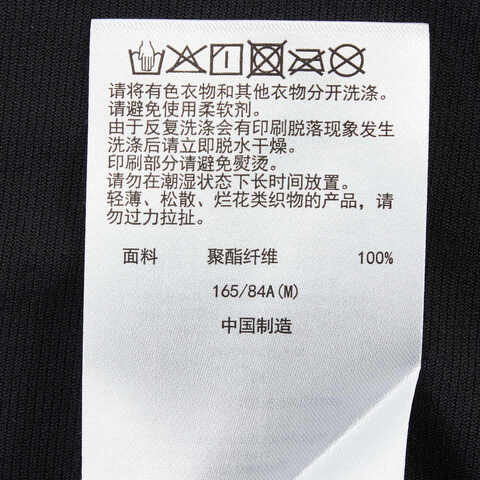 请将有色衣物和其他衣物分开洗涤。
请避免使用柔软剂。
由于反复洗涤会有印刷脱落现象发生
洗涤后请立即脱水干燥。
印刷部分请避免熨烫。
请勿在潮湿状态下长时间放置。
轻薄、松散、烂花类织物的产品，请
勿过力拉扯。
面料 聚酯纤维 100%
165/84A(M)
中国制造